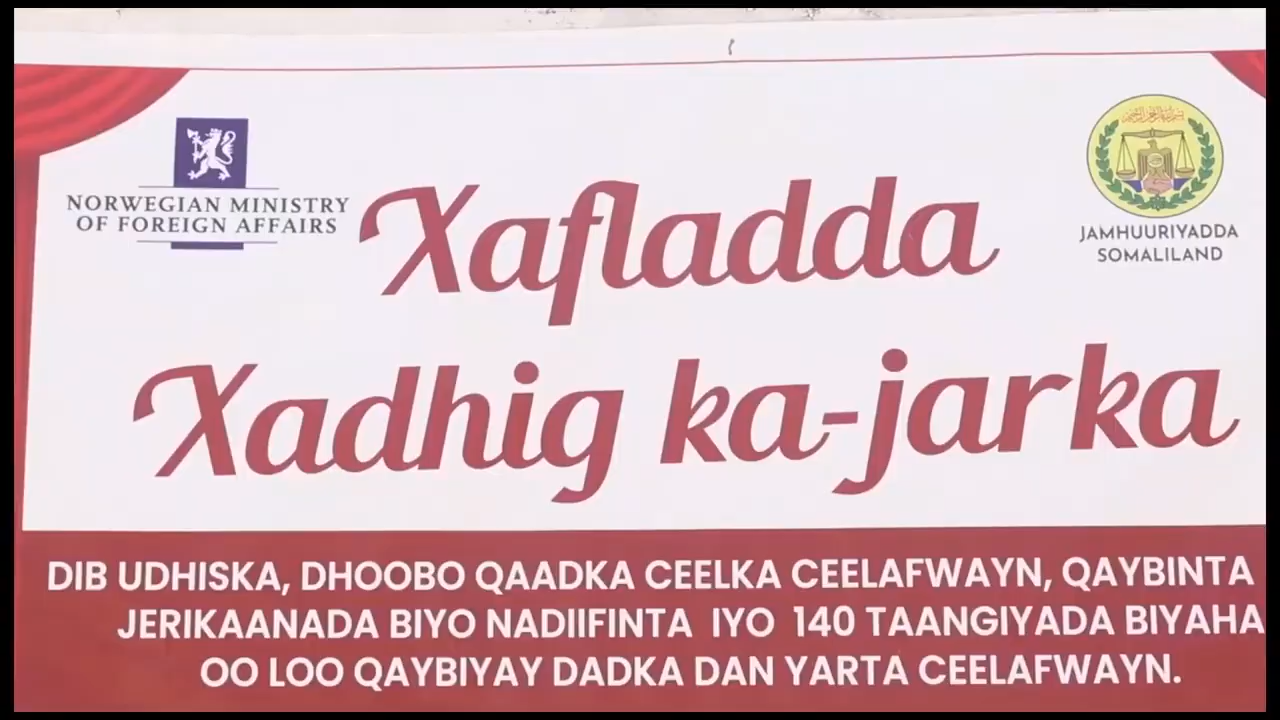 NORWEGIAN MINISTRY
OF FOREIGN AFFAIRS
JAMHUURIYADDA
SOMALILAND
Xafladda
Xadhig ka-jarka
DIB UDHISKA, DHOOBO QAADKA CEELKA CEELAFWAYN, QAYBINTA
JERIKAANADA BIYO NADIIFINTA IYO 140 TAANGIYADA BIYAHA
OO LOO QAYBIYAY DADKA DAN YARTA CEELAFWAYN.